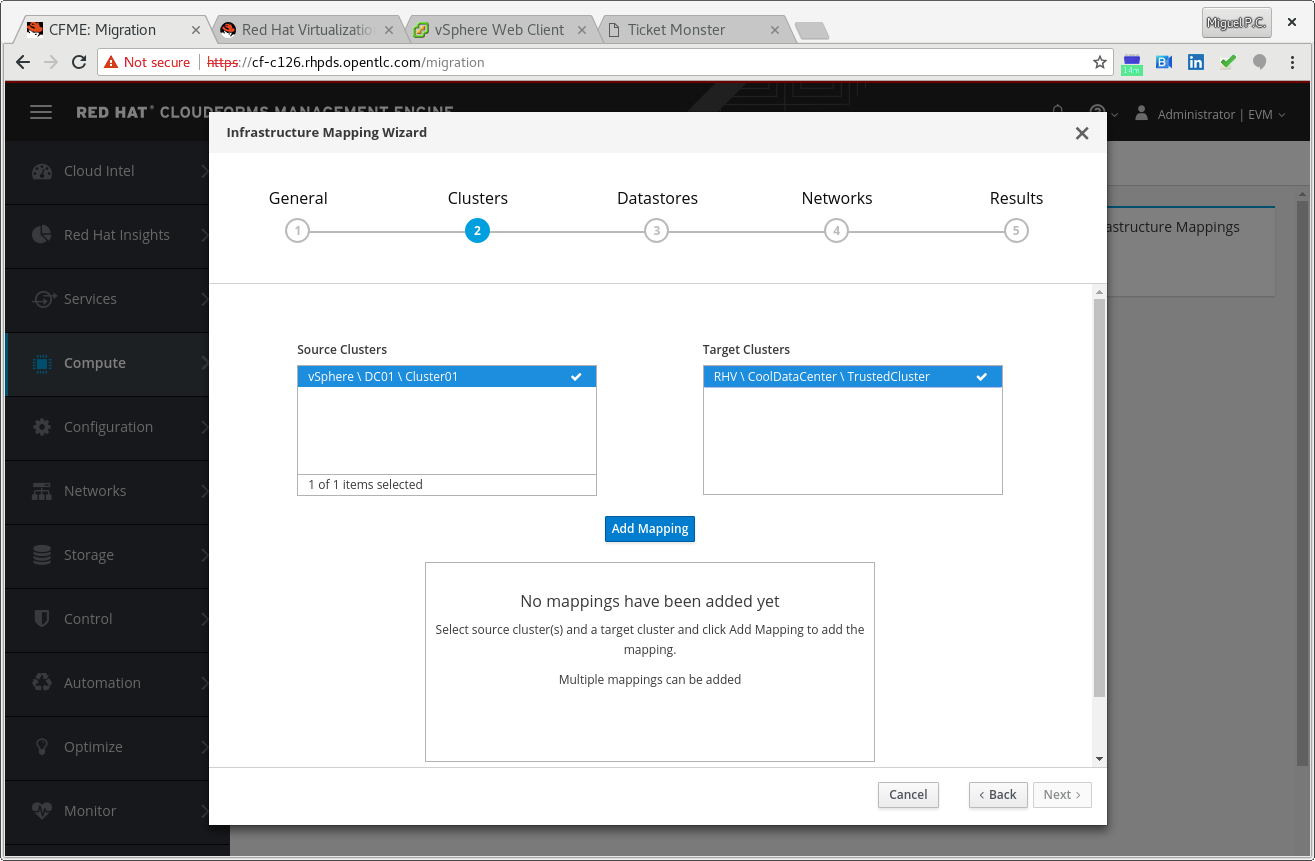 CFME: Migration
Red Hat Virtualizatio
vSphere Web Client
Ticket Monster
Miguel P.C.
Not secure https://cf-c126.rhpds.opentlc.com/migration
RED HAT® CLOUDFORMS MANAGEMENT ENGINE
Administrator | EVM
Cloud Intel
Red Hat Insights
Services
Compute
Configuration
Networks
Storage
Control
Automation
Optimize
Monitor
astructure Mappings
Infrastructure Mapping Wizard
General Clusters Datastores Networks Results
1 2 3 4 5
Source Clusters
vSphere \ DC01 \ Cluster01
1 of 1 items selected
Target Clusters
RHV \ CoolDataCenter \ TrustedCluster
Add Mapping
No mappings have been added yet
Select source cluster(s) and a target cluster and click Add Mapping to add the
mapping.
Multiple mappings can be added
Cancel
‹ Back
Next ›